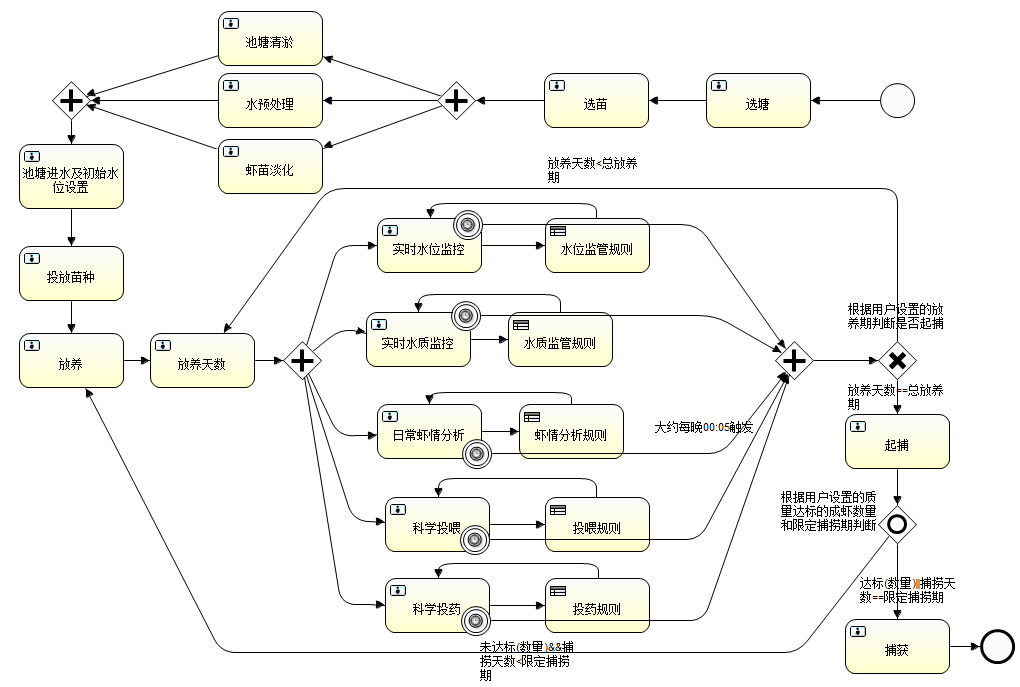 池塘清淤
水预处理
选苗
选塘
虾苗淡化
放养天数<总放养
期
池塘进水及初始水
位设置
实时水位监控
水位监管规则
投放苗种
根据用户设置的放
养期判断是否起捕
实时水质监控
水质监管规则
放养
放养天数
放养天数==总放养
期
大约每晚00:05触发
日常虾情分析
虾情分析规则
起捕
根据用户设置的质
量达标的成虾数量
和限定捕捞期判断
科学投喂
投喂规则
达标(数量)||捕捞天
数==限定捕捞期
科学投药
投药规则
未达标(数量)&&捕
捞天数<限定捕捞
期
捕获